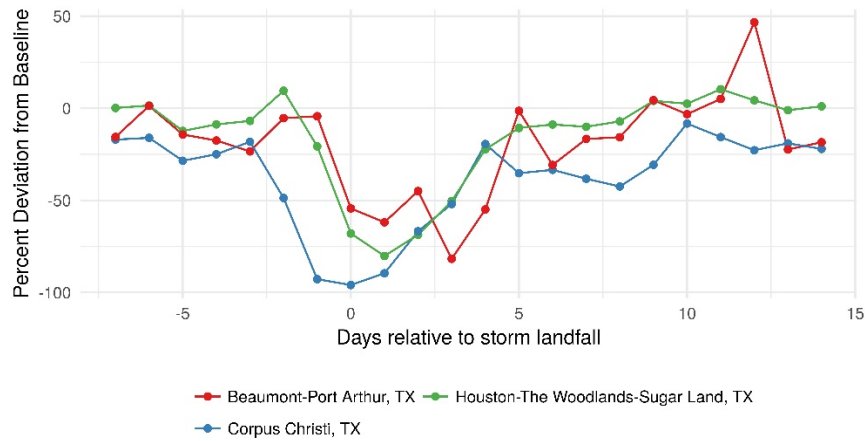 Percent Deviation from Baseline
50
0
-50
-100
-5
0
5
10
15
Days relative to storm landfall
Beaumont-Port Arthur, TX
Houston-The Woodlands-Sugar Land, TX
Corpus Christi, TX